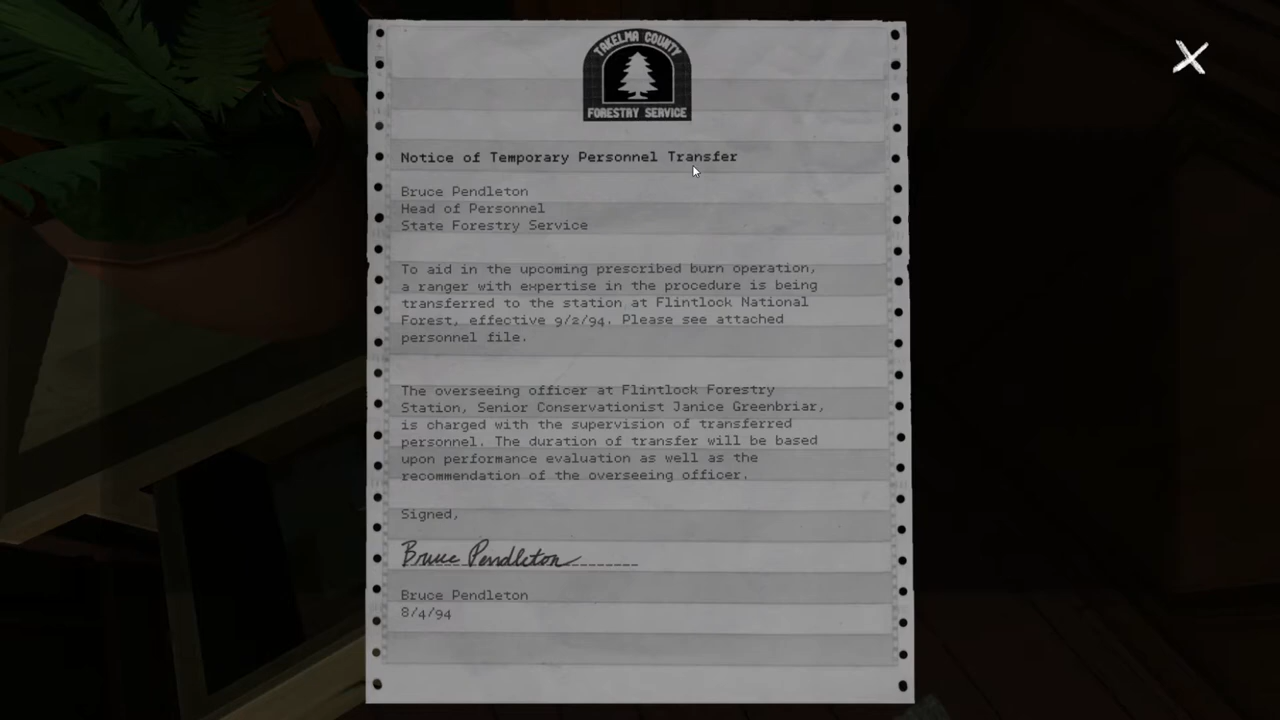 TAKELMA COUNTY
FORESTRY SERVICE
Notice of Temporary Personnel Transfer
Bruce Pendleton
Head of Personnel
State Forestry Service
To aid in the upcoming prescribed burn operation,
a ranger with expertise in the procedure is being
transferred to the station at Flintlock National
Forest, effective 9/2/94. Please see attached
personnel file.
The overseeing officer at Flintlock Forestry
Station, Senior Conservationist Janice Greenbriar,
is charged with the supervision of transferred
personnel. The duration of transfer will be based
upon performance evaluation as well as the
recommendation of the overseeing officer.
Signed,
Bruce Pendleton
Bruce Pendleton
8/4/94